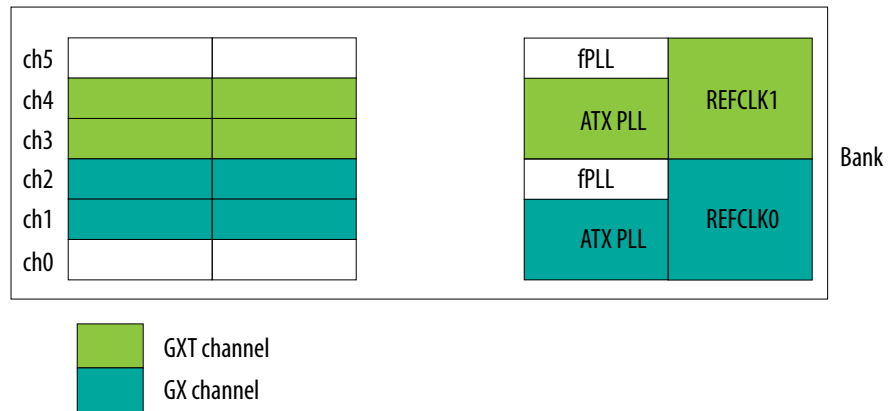 ch5
ch4
ch3
ch2
ch1
ch0
fPLL
ATX PLL
REFCLK1
fPLL
ATX PLL
REFCLK0
Bank
GXT channel
GX channel